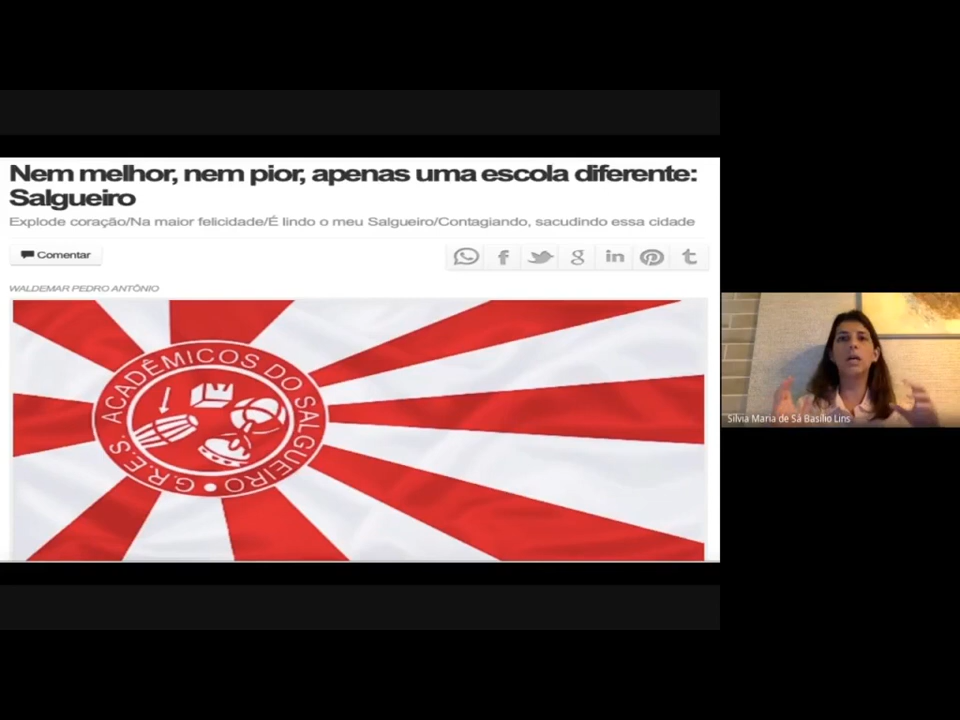 Nem melhor, nem pior, apenas uma escola diferente:
Salgueiro
Explode coração/Na maior felicidade/É lindo o meu Salgueiro/Contagiando, sacudindo essa cidade
Comentar
WALDEMAR PEDRO ANTÔNIO
G.R.E.S. ACADÊMICOS DO SALGUEIRO
Sílvia Maria de Sá Basilio Lins